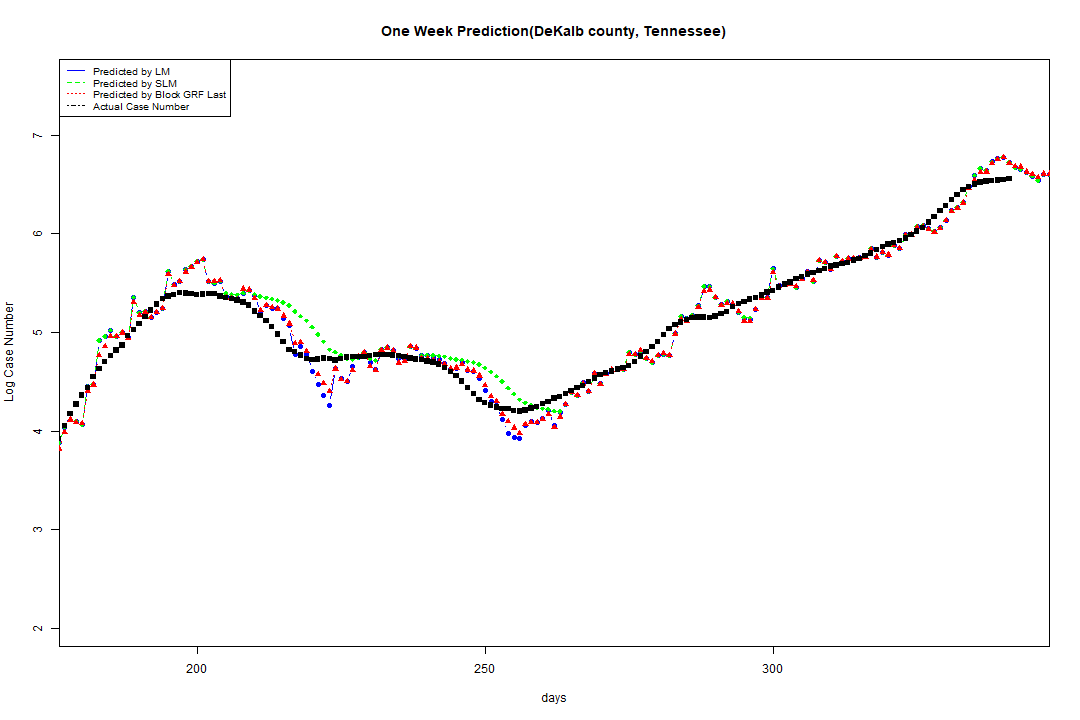 One Week Prediction(DeKalb county, Tennessee)
Predicted by LM
Predicted by SLM
Predicted by Block GRF Last
Actual Case Number
7
6
5
4
3
2
Log Case Number
200 250 300
days